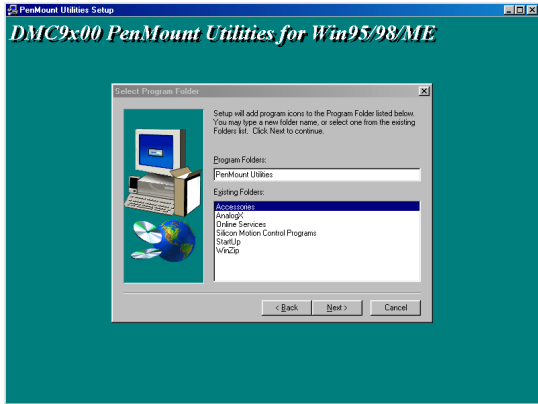 PenMount Utilities Setup
DMC9x00 PenMount Utilities for Win95/98/ME
Select Program Folder
Setup will add program icons to the Program Folder listed below.
You may type a new folder name, or select one from the existing
Folders list. Click Next to continue.
Program Folders:
PenMount Utilities
Existing Folders:
Accessories
AnalogX
Online Services
Silicon Motion Control Programs
StartUp
WinZip
< Back
Next >
Cancel